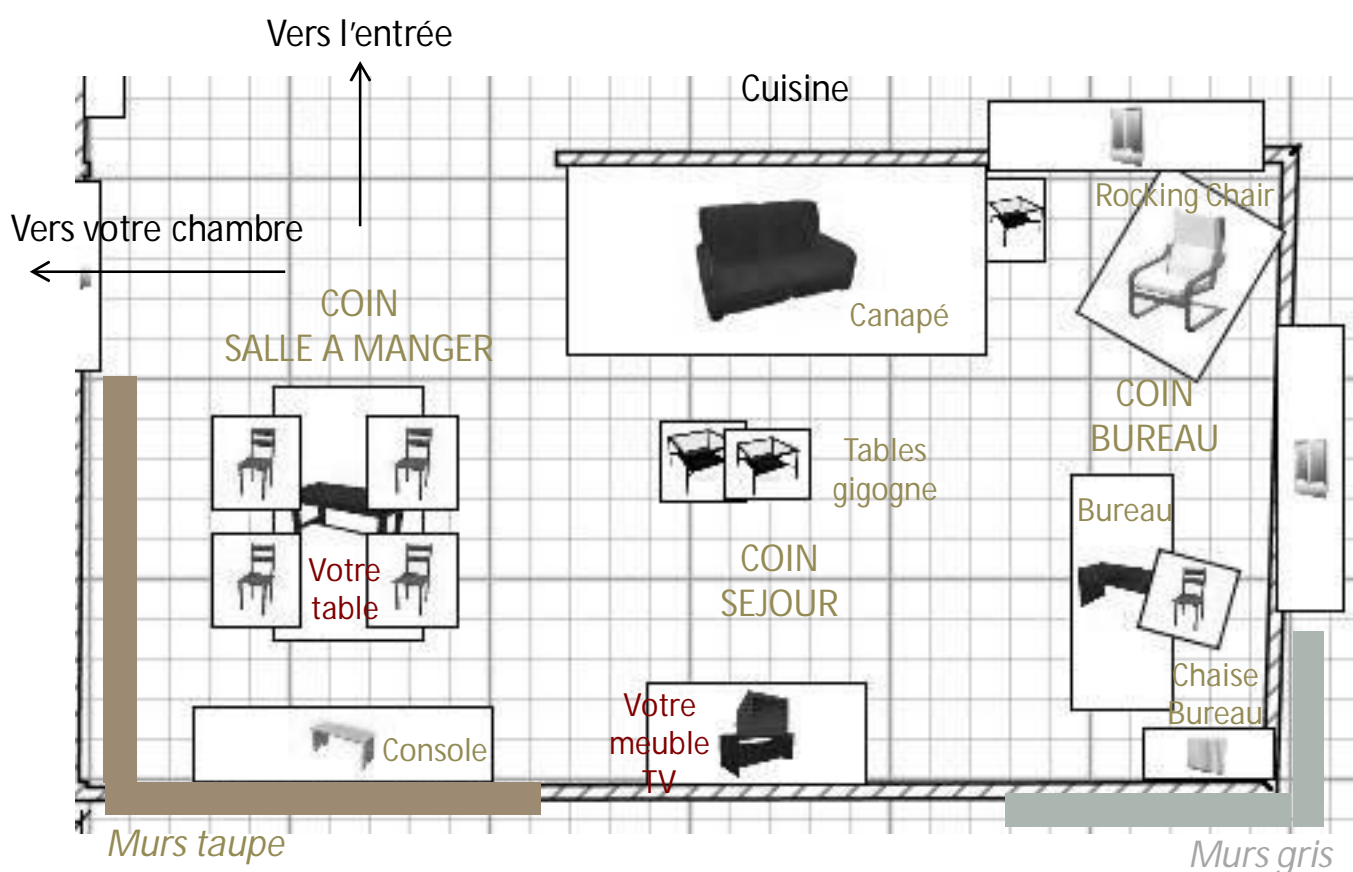 Vers l'entrée
Cuisine
Rocking Chair
Vers votre chambre
COIN
SALLE A MANGER
Canapé
COIN
BUREAU
Tables
gigogne
Bureau
Votre
table
COIN
SEJOUR
Chaise
Bureau
Votre
meuble
TV
Console
Murs taupe
Murs gris